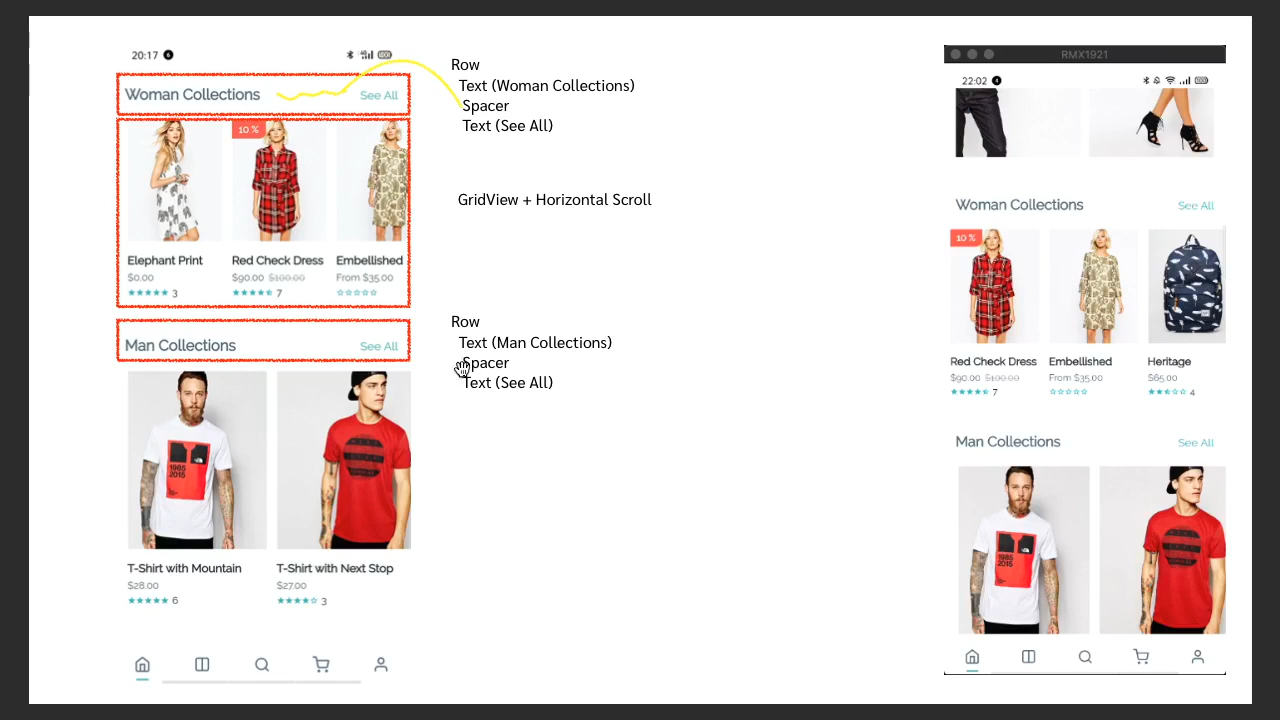 20:17
Woman Collections
See All
10 %
Elephant Print
Red Check Dress
Embellished
$0.00
$90.00 $100.00
From $35.00
3
7
Man Collections
See All
1985
2015
T-Shirt with Mountain
T-Shirt with Next Stop
$28.00
$27.00
6
3
Row
Text (Woman Collections)
Spacer
Text (See All)
GridView + Horizontal Scroll
Row
Text (Man Collections)
Spacer
Text (See All)
RMX1921
22:02
Woman Collections
See All
10 %
Red Check Dress
Embellished
Heritage
$90.00 $100.00
From $35.00
$65.00
7
4
Man Collections
See All
1985
2015